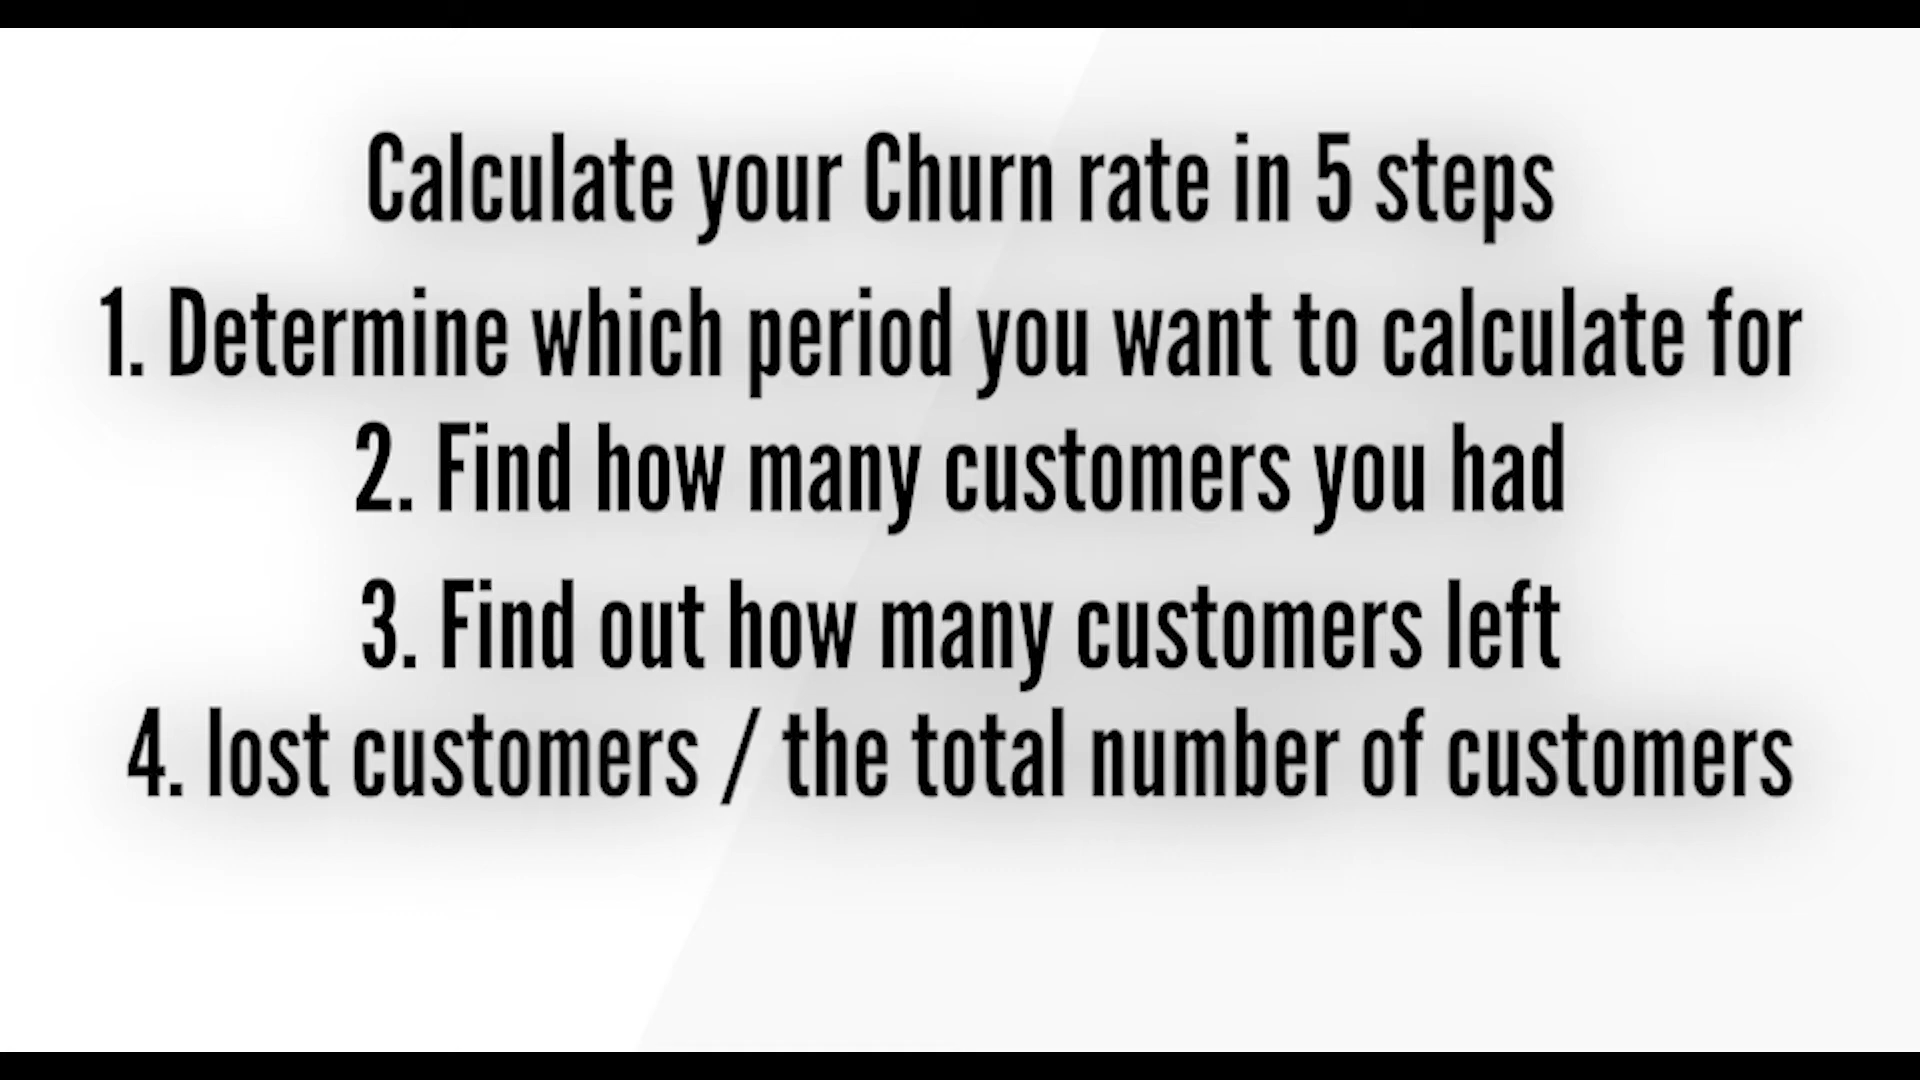 Calculate your Churn rate in 5 steps
1. Determine which period you want to calculate for
2. Find how many customers you had
3. Find out how many customers left
4. lost customers / the total number of customers